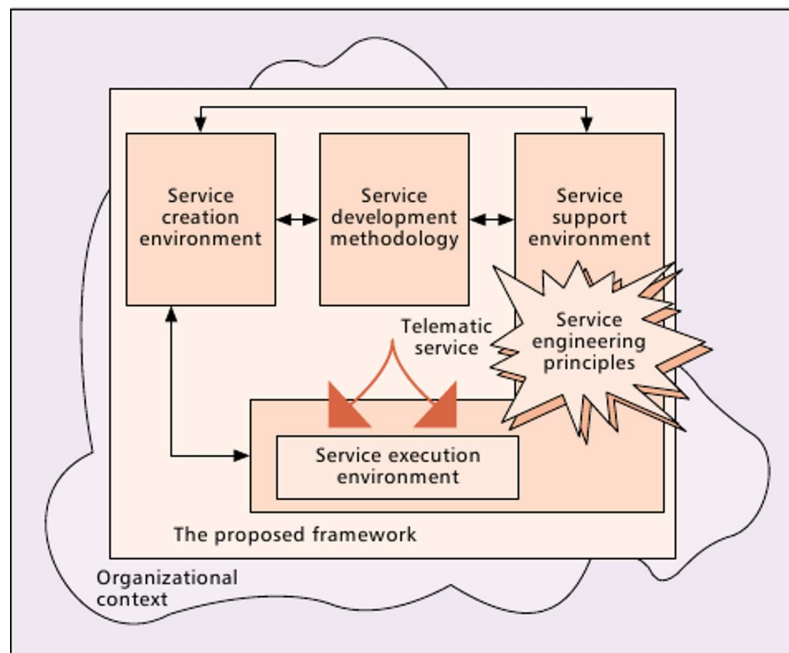 Service
creation
environment
Service
development
methodology
Service
support
environment
Telematic
service
Service
engineering
principles
Service execution
environment
The proposed framework
Organizational
context